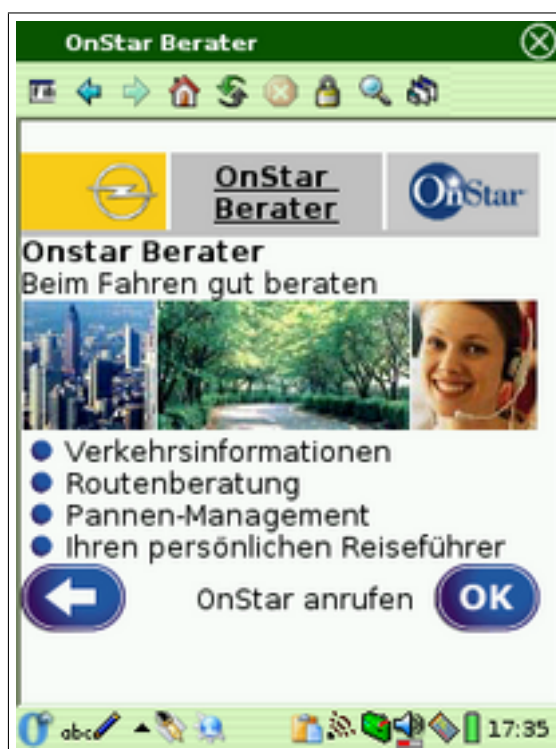 OnStar Berater
OnStar
Berater
OnStar
Onstar Berater
Beim Fahren gut beraten
Verkehrsinformationen
Routenberatung
Pannen-Management
Ihren persönlichen Reiseführer
OnStar anrufen OK
abc 17:35